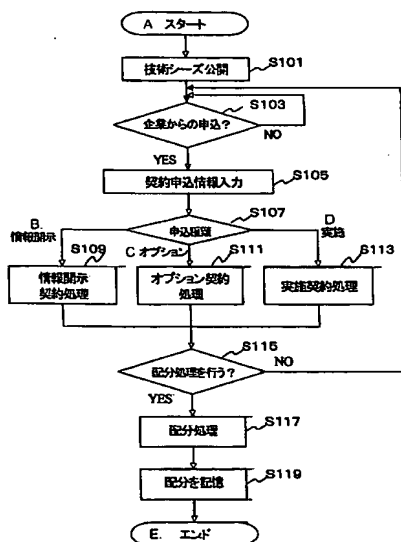 A. スタート
技術シーズ公開
S101
S103
企業からの申込?
NO
YES
契約申込情報入力
S105
S107
申込種類
B.
情報開示
C オプション
D
実施
S109
情報開示
契約処理
S111
オプション契約
処理
S113
実施契約処理
S115
配分処理を行う?
NO
YES
配分処理
S117
配分を記憶
S119
E. エンド